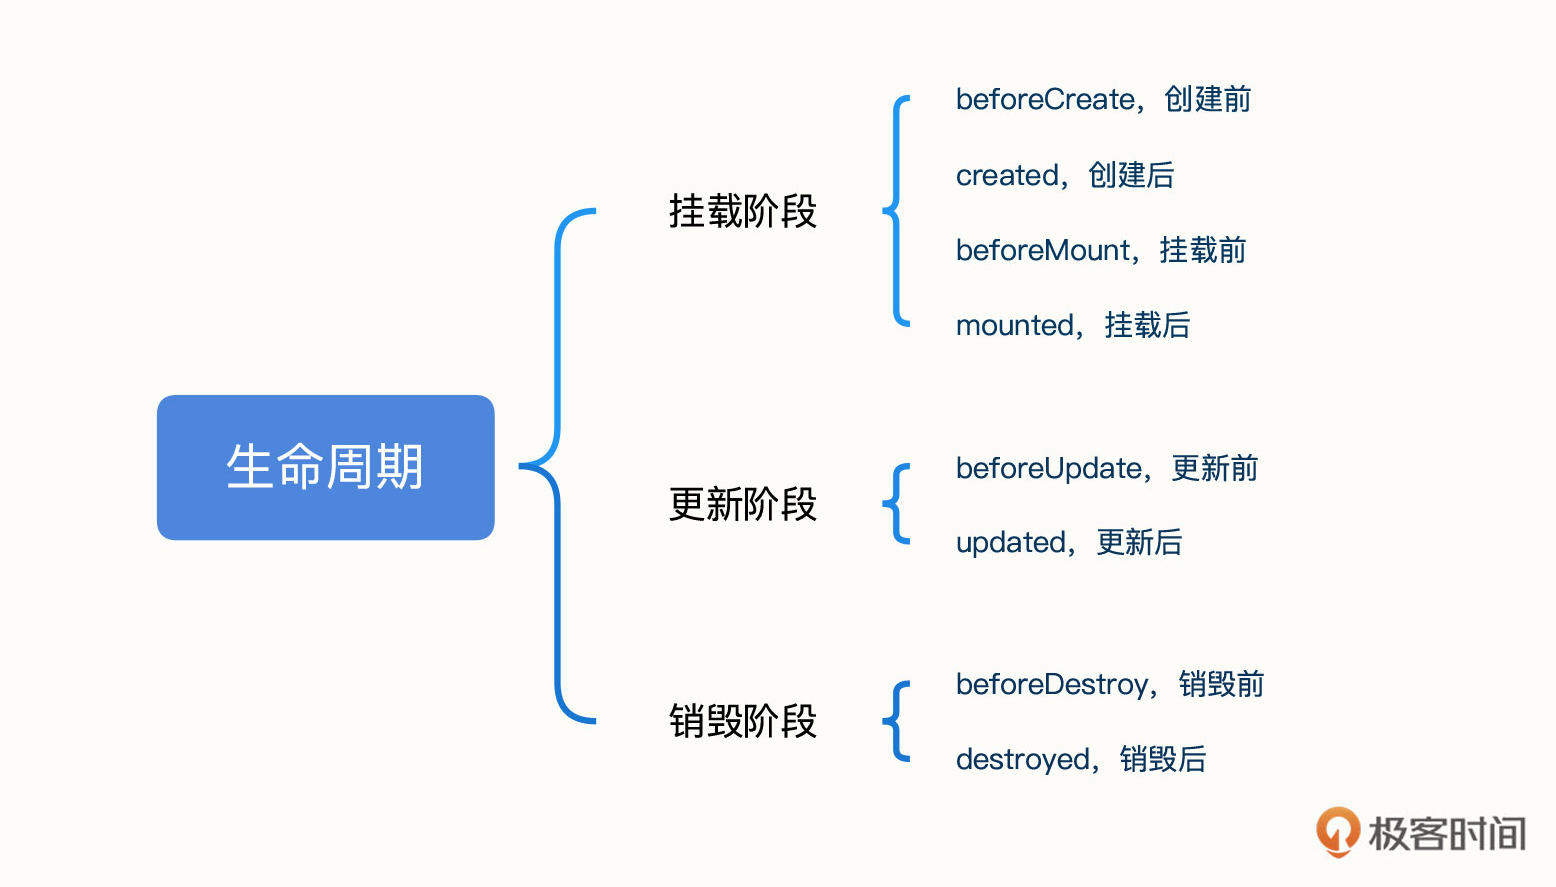 生命周期
挂载阶段
beforeCreate，创建前
created，创建后
beforeMount，挂载前
mounted，挂载后
更新阶段
beforeUpdate，更新前
updated，更新后
销毁阶段
beforeDestroy，销毁前
destroyed，销毁后
极客时间